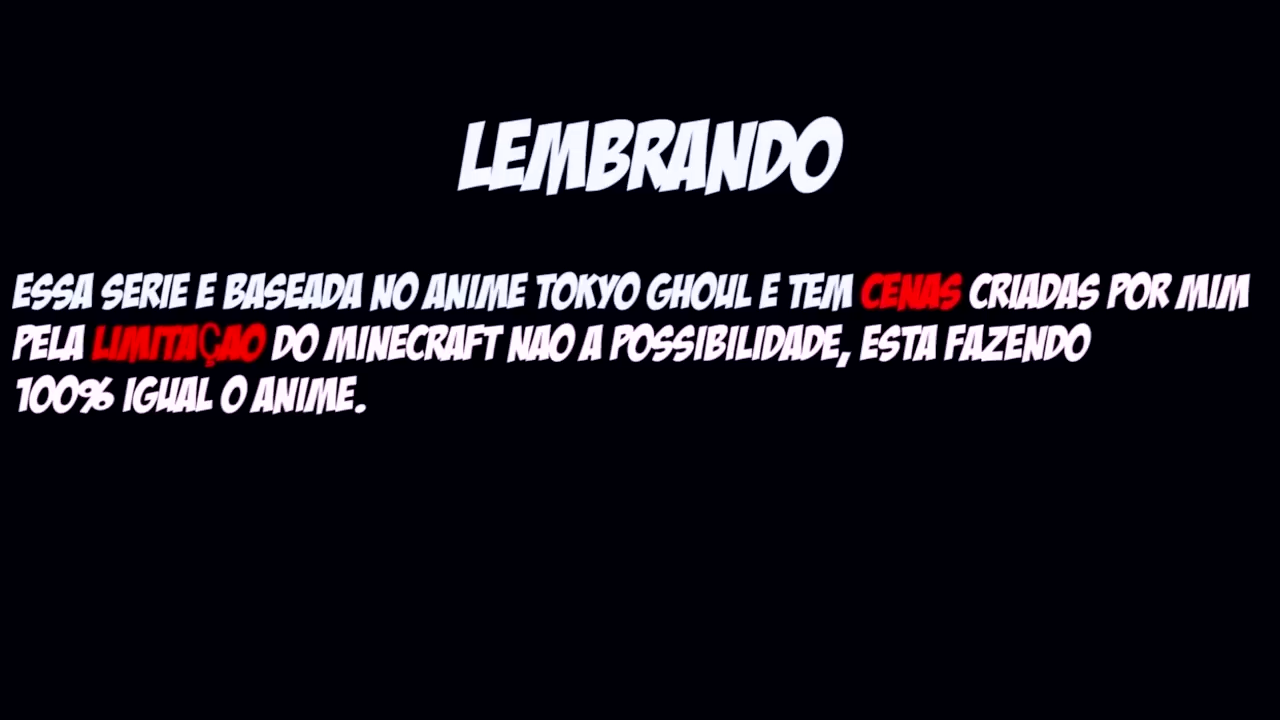 LEMBRANDO
ESSA SERIE E BASEADA NO ANIME TOKYO GHOUL E TEM CENAS CRIADAS POR MIM
PELA LIMITAÇAO DO MINECRAFT NAO A POSSIBILIDADE, ESTA FAZENDO
100% IGUAL O ANIME.